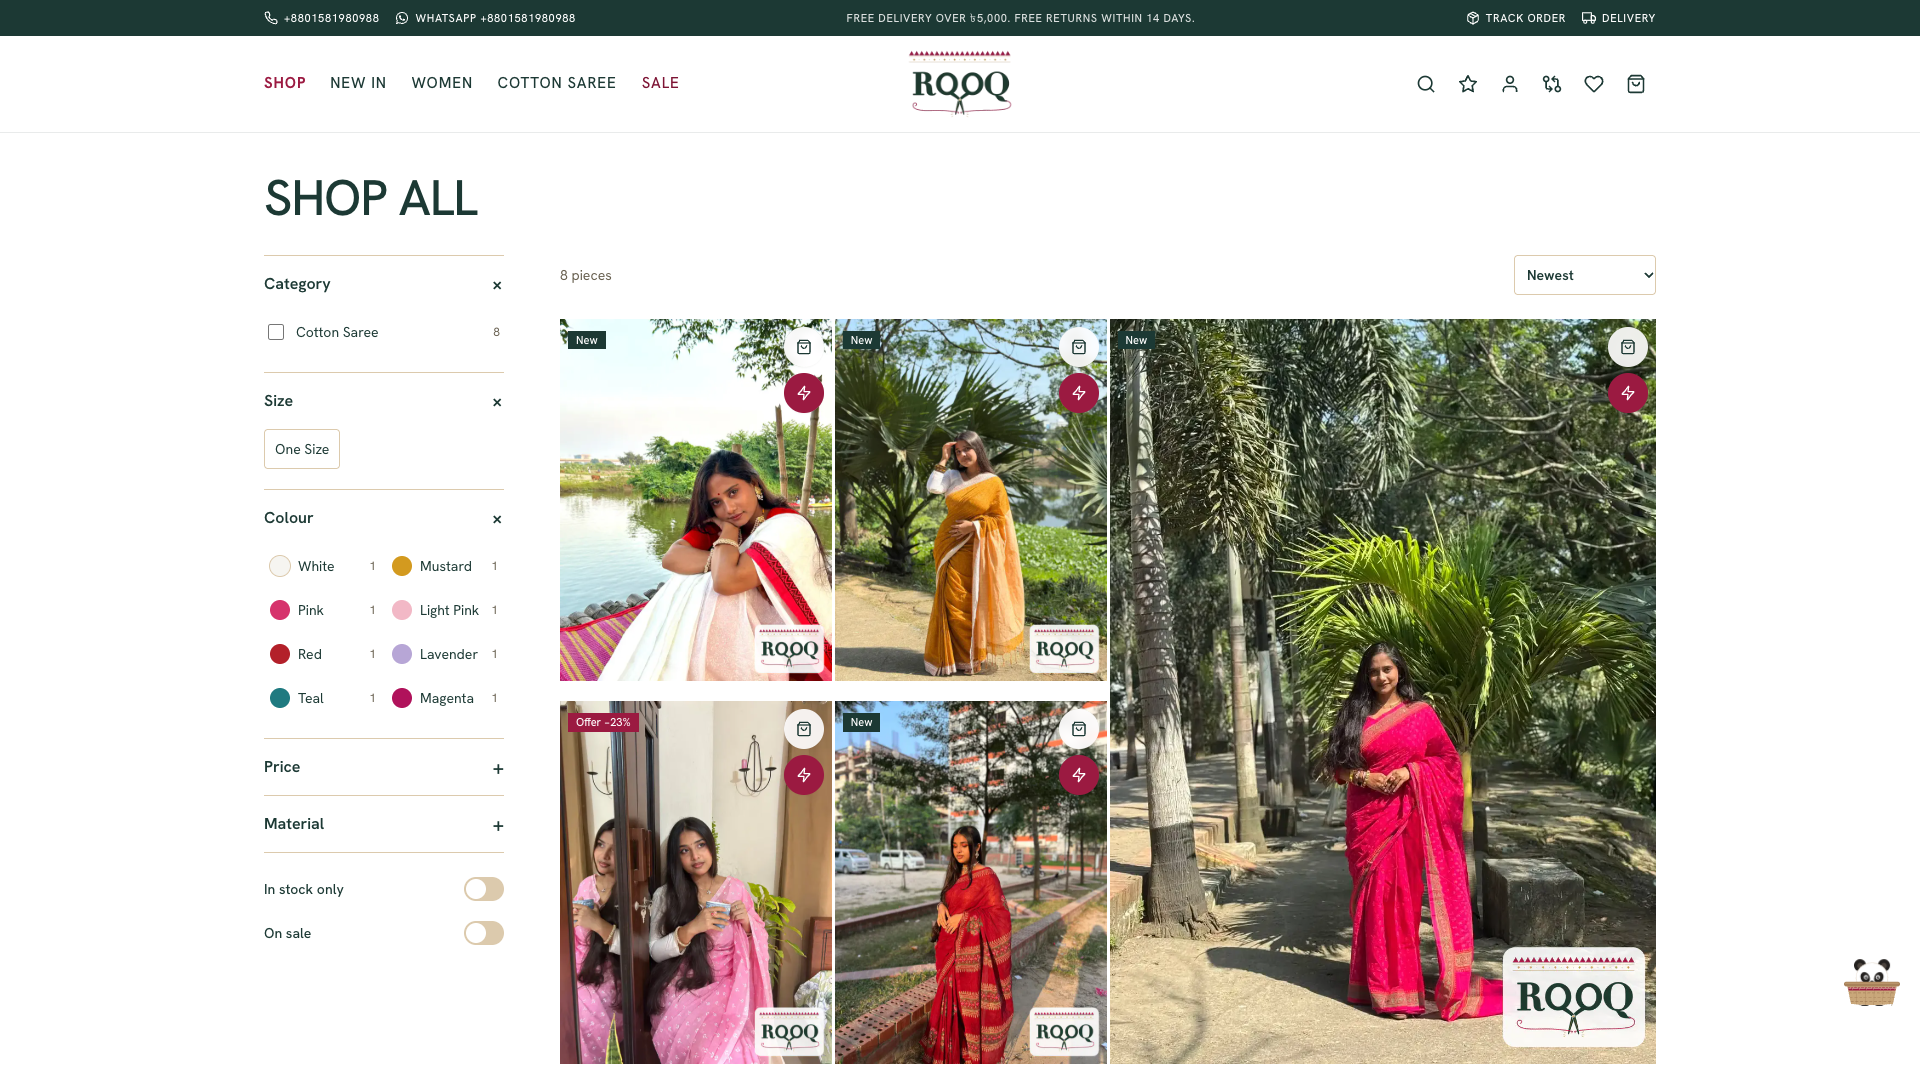 +8801581980988
WHATSAPP +8801581980988
FREE DELIVERY OVER ৳5,000. FREE RETURNS WITHIN 14 DAYS.
TRACK ORDER
DELIVERY
SHOP
NEW IN
WOMEN
COTTON SAREE
SALE
RQOQ
SHOP ALL
Category ×
Cotton Saree 8
Size ×
One Size
Colour ×
White 1
Mustard 1
Pink 1
Light Pink 1
Red 1
Lavender 1
Teal 1
Magenta 1
Price +
Material +
In stock only
On sale
8 pieces
Newest
New
RQOQ
New
RQOQ
New
RQOQ
Offer −23%
RQOQ
New
RQOQ